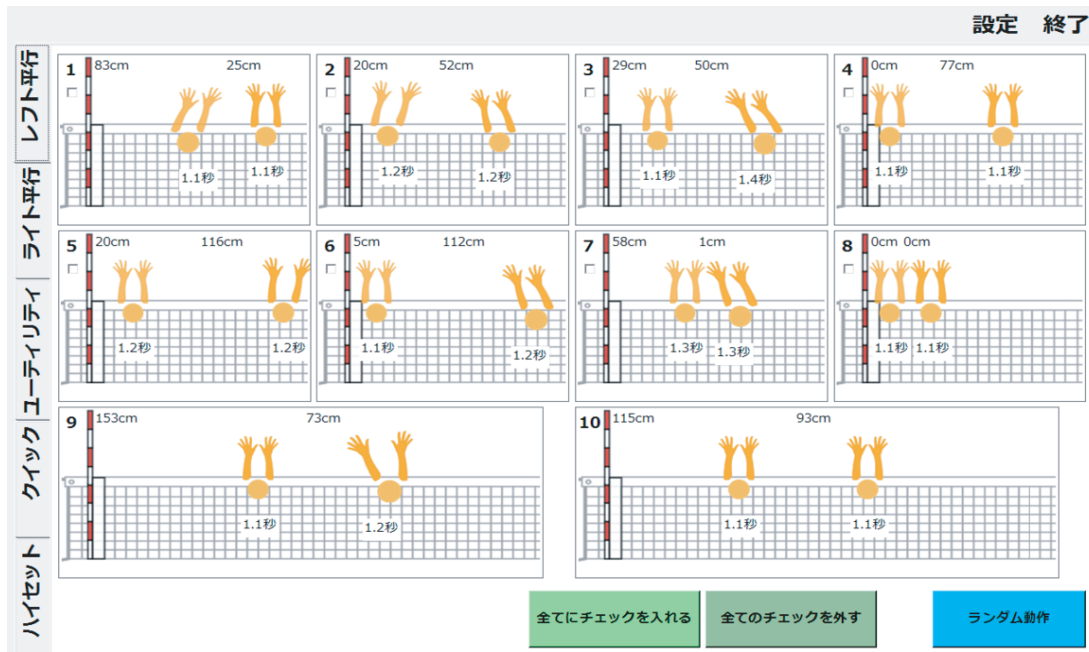 設定 終了
レフト平行
ライト平行
ユーティリティ
クイック
ハイセット
1 83cm 25cm
1.1秒 1.1秒
2 20cm 52cm
1.2秒 1.2秒
3 29cm 50cm
1.1秒 1.4秒
4 0cm 77cm
1.1秒 1.1秒
5 20cm 116cm
1.2秒 1.2秒
6 5cm 112cm
1.1秒 1.2秒
7 58cm 1cm
1.3秒 1.3秒
8 0cm 0cm
1.1秒 1.1秒
9 153cm 73cm
1.1秒 1.2秒
10 115cm 93cm
1.1秒 1.1秒
全てにチェックを入れる 全てのチェックを外す ランダム動作